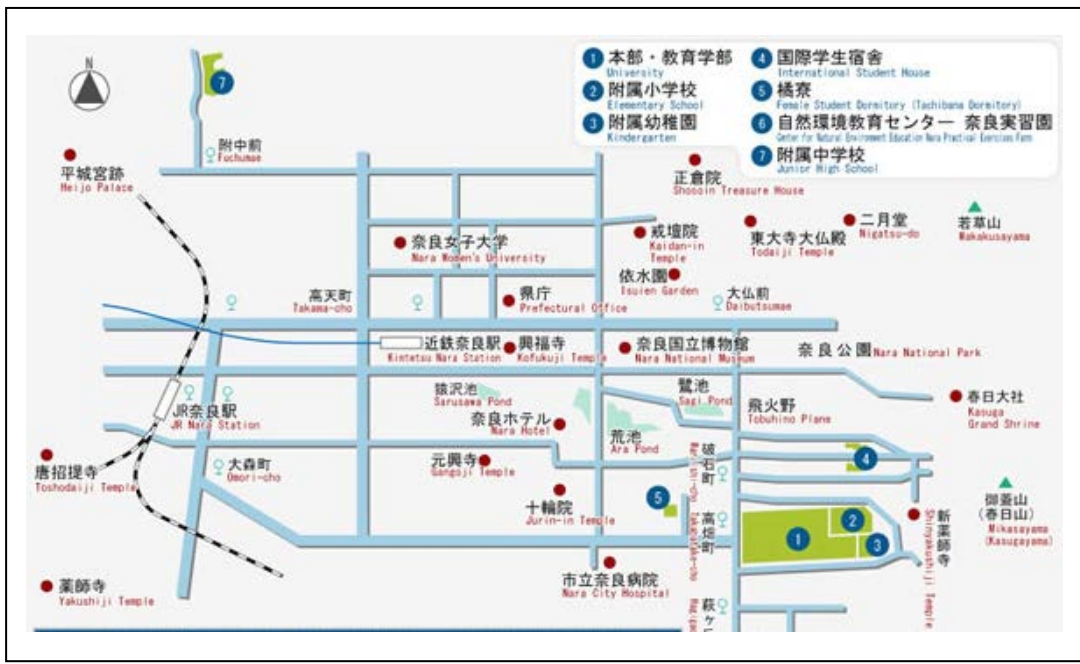 N
1 本部・教育学部
University
2 附属小学校
Elementary School
3 附属幼稚園
Kindergarten
4 国際学生宿舎
International Student House
5 橘寮
Female Student Dormitory (Tachibana Dormitory)
6 自然環境教育センター 奈良実習園
Center for Natural Environment Education Nara Practical Exercises Farm
7 附属中学校
Junior High School
7
附中前
Fuchumae
平城宮跡
Heijo Palace
正倉院
Shosoin Treasure House
奈良女子大学
Nara Women's University
戒壇院
Kaidan-in
Temple
東大寺大仏殿
Todaiji Temple
二月堂
Nigatsu-do
若草山
Wakakusayama
依水園
Isuien Garden
高天町
Takama-cho
県庁
Prefectural Office
大仏前
Daibutsumae
近鉄奈良駅
Kintetsu Nara Station
興福寺
Kofukuji Temple
奈良国立博物館
Nara National Museum
奈良公園 Nara National Park
猿沢池
Sarusawa Pond
鷺池
Sagi Pond
飛火野
Tobuhino Plane
春日大社
Kasuga
Grand Shrine
JR奈良駅
JR Nara Station
奈良ホテル
Nara Hotel
荒池
Ara Pond
破石町
唐招提寺
Toshodaiji Temple
大森町
Omori-cho
元興寺
Gangoji Temple
4
十輪院
Jurin-in Temple
5
高畑町
1
2
3
新薬師寺
Shinyakushiji Temple
御蓋山
(春日山)
Mikasayama
(Kasugayama)
薬師寺
Yakushiji Temple
市立奈良病院
Nara City Hospital
萩ヶ